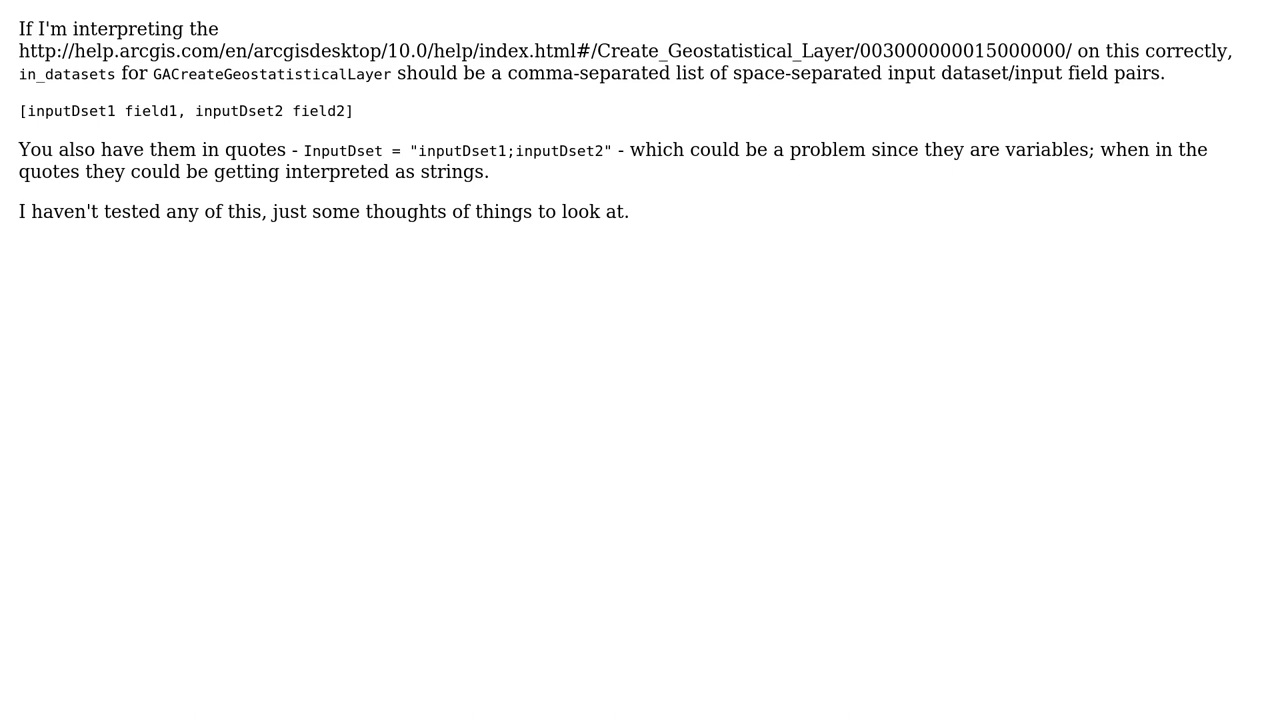 If I'm interpreting the
http://help.arcgis.com/en/arcgisdesktop/10.0/help/index.html#/Create_Geostatistical_Layer/003000000015000000/ on this correctly,
in_datasets for GACreateGeostatisticalLayer should be a comma-separated list of space-separated input dataset/input field pairs.
[inputDset1 field1, inputDset2 field2]
You also have them in quotes - InputDset = "inputDset1;inputDset2" - which could be a problem since they are variables; when in the
quotes they could be getting interpreted as strings.
I haven't tested any of this, just some thoughts of things to look at.